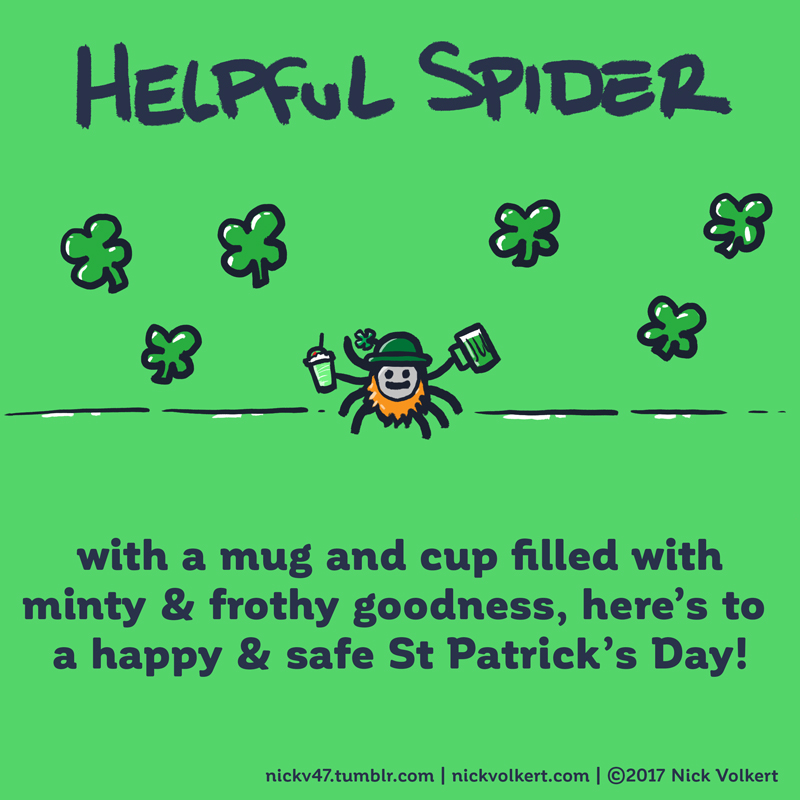 HELPFUL SPIDER
with a mug and cup filled with
minty & frothy goodness, here's to
a happy & safe St Patrick's Day!
nickv47.tumblr.com | nickvolkert.com | ©2017 Nick Volkert